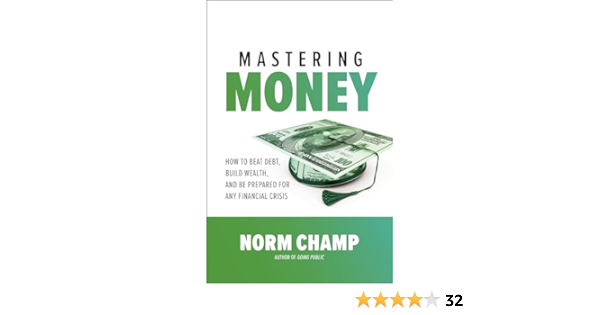 MASTERING
MONEY
100
HOW TO BEAT DEBT,
BUILD WEALTH,
AND BE PREPARED FOR
ANY FINANCIAL CRISIS
NORM CHAMP
AUTHOR OF GOING PUBLIC
32